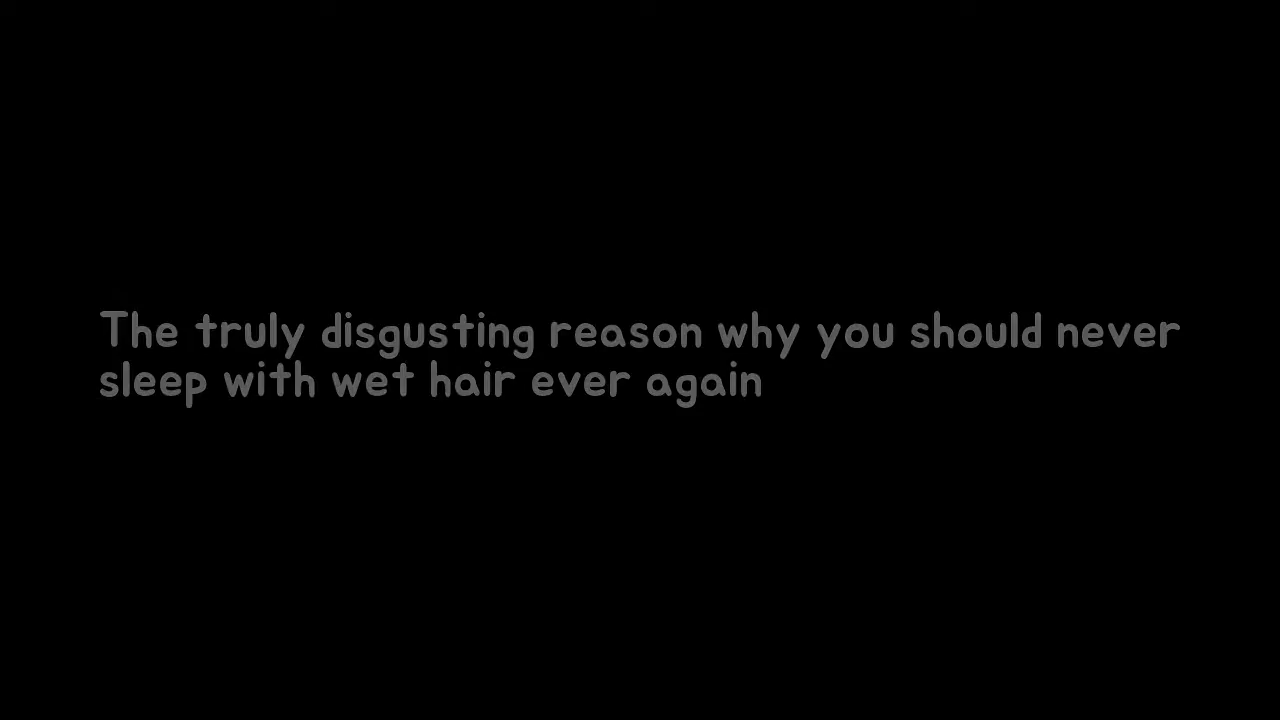 The truly disgusting reason why you should never
sleep with wet hair ever again